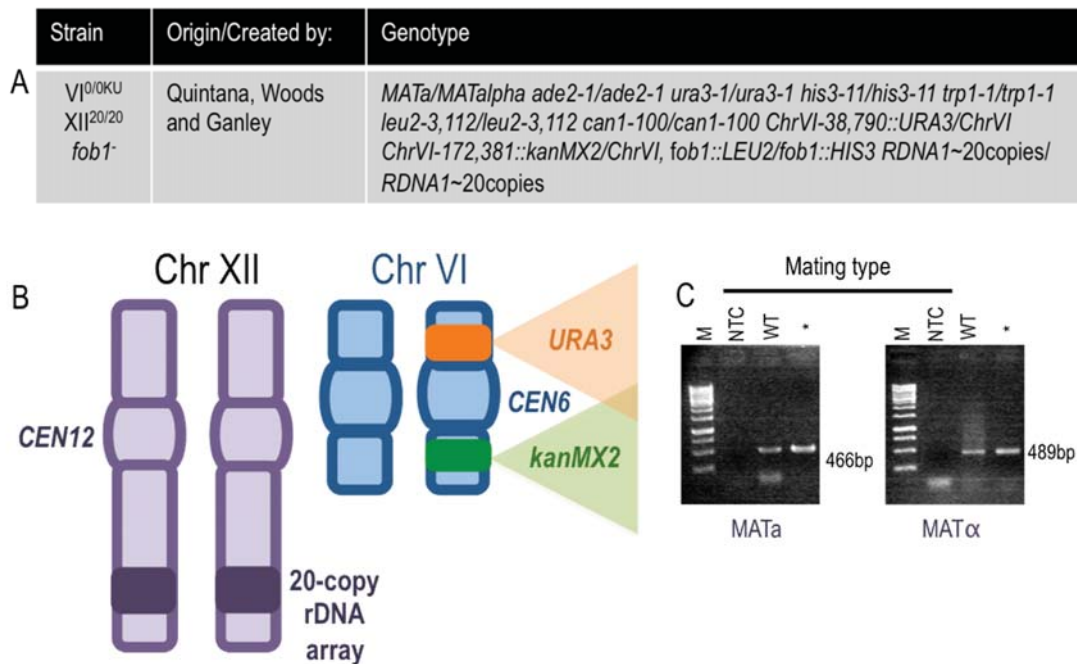 Strain Origin/Created by: Genotype
A
VI0/0KU
XII20/20
fob1-
Quintana, Woods
and Ganley
MATa/MATalpha ade2-1/ade2-1 ura3-1/ura3-1 his3-11/his3-11 trp1-1/trp1-1
leu2-3,112/leu2-3,112 can1-100/can1-100 ChrVI-38,790::URA3/ChrVI
ChrVI-172,381::kanMX2/ChrVI, fob1::LEU2/fob1::HIS3 RDNA1~20copies/
RDNA1~20copies
B
Chr XII
Chr VI
URA3
CEN12
CEN6
kanMX2
20-copy
rDNA
array
C
Mating type
M NTC WT *
M NTC WT *
466bp
489bp
MATa
MATα